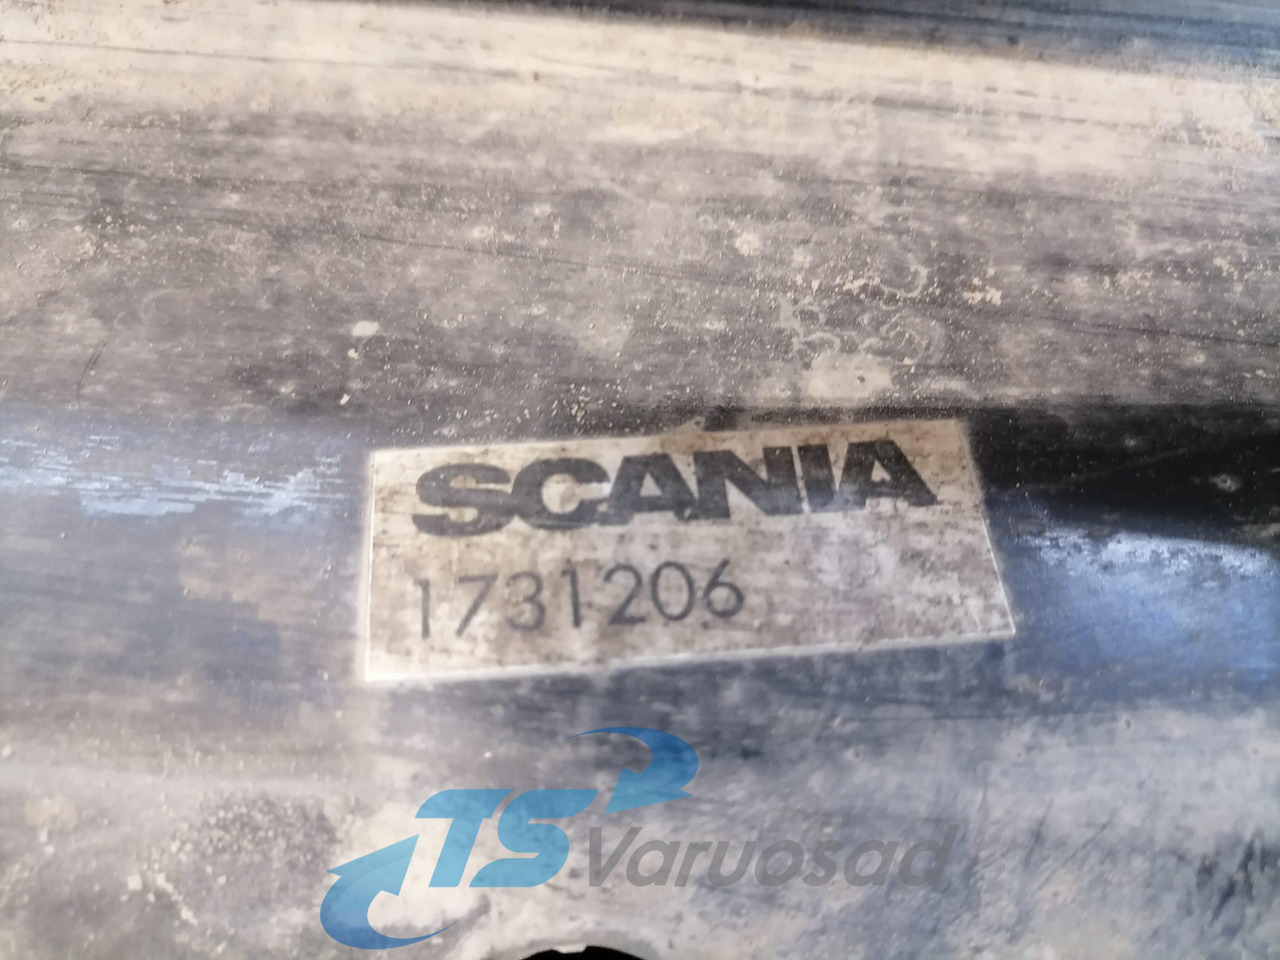 SCANIA
1731206
TS Varuosad